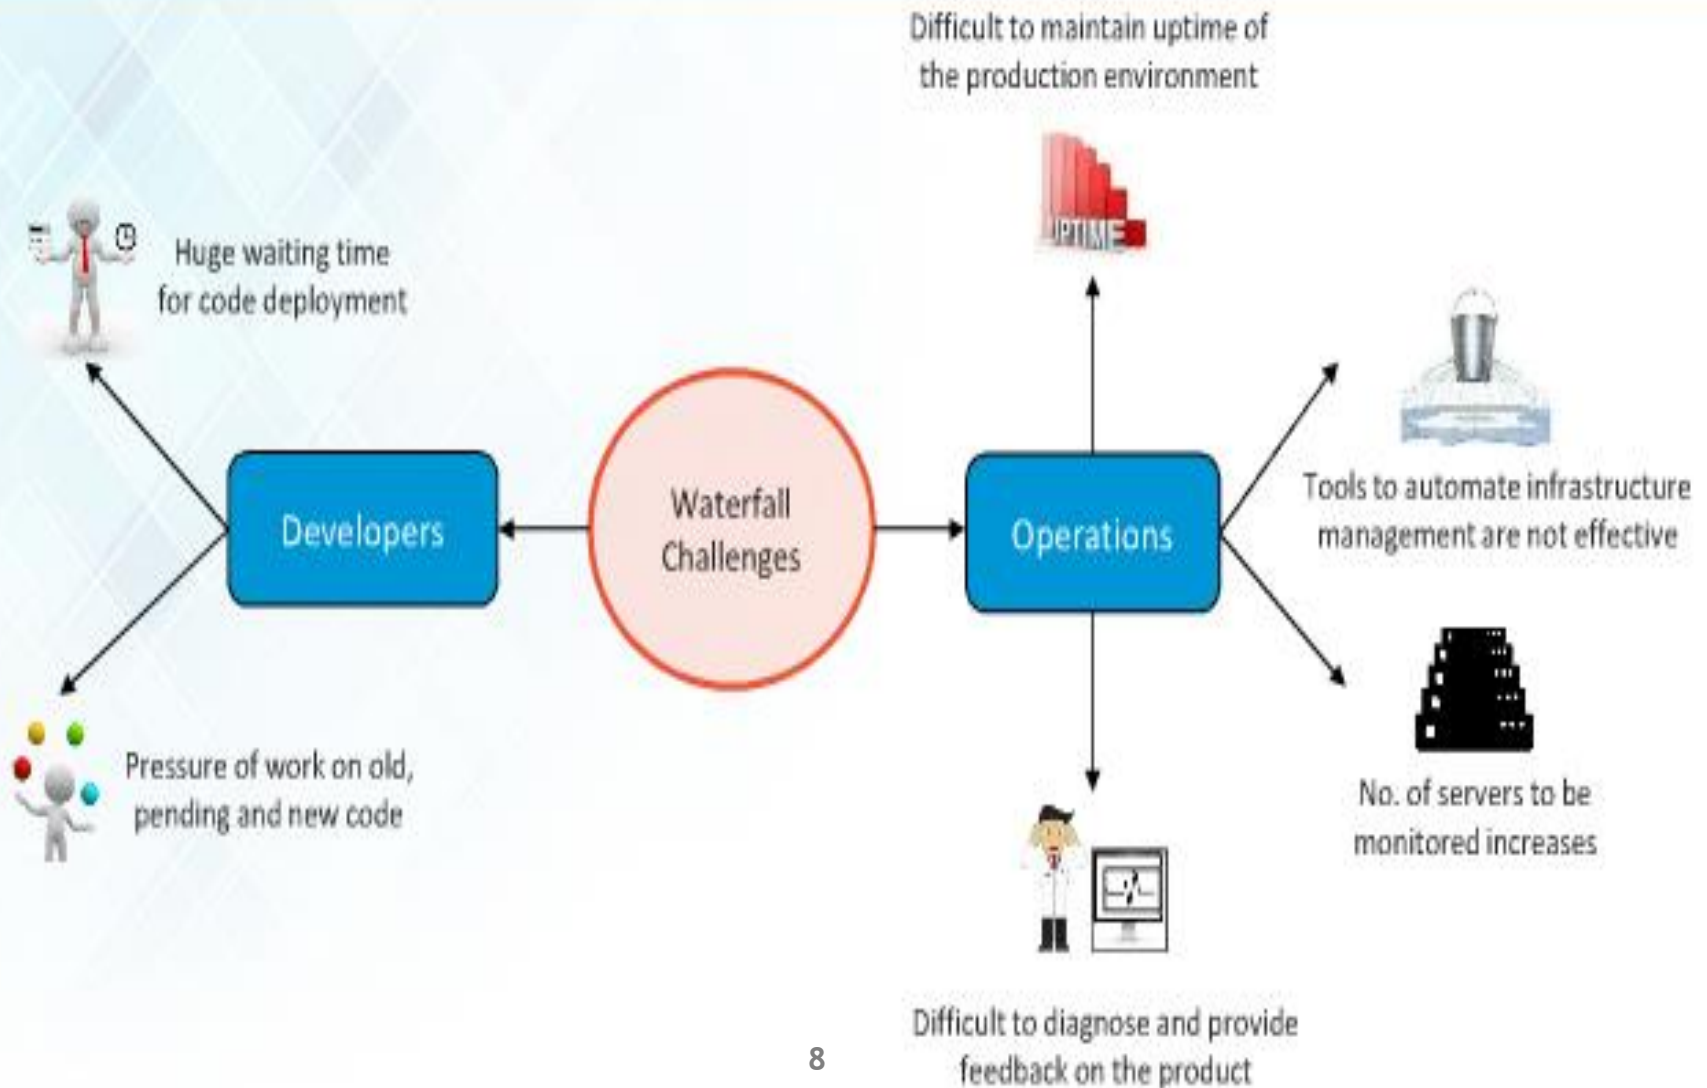 Difficult to maintain uptime of
the production environment
UPTIME
Huge waiting time
for code deployment
Waterfall
Challenges
Developers
Operations
Tools to automate infrastructure
management are not effective
Pressure of work on old,
pending and new code
No. of servers to be
monitored increases
Difficult to diagnose and provide
feedback on the product
8